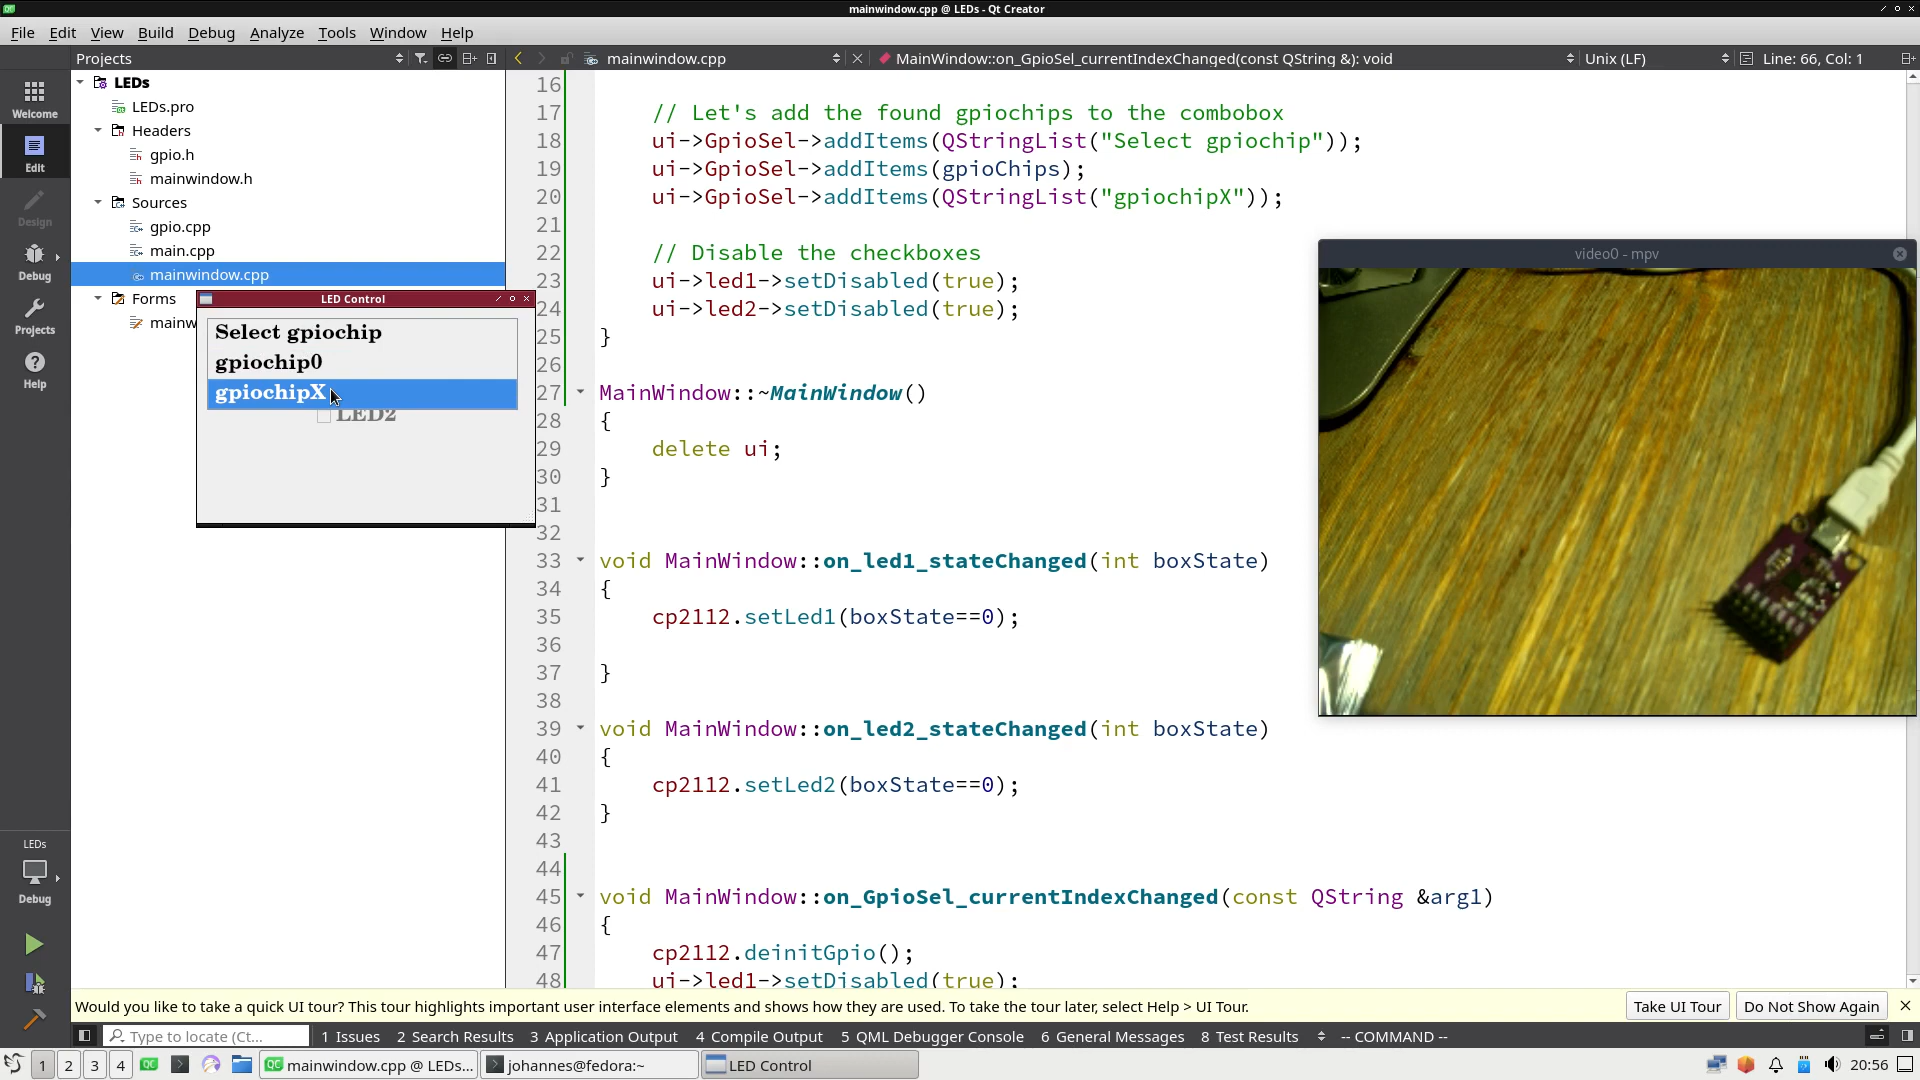 mainwindow.cpp @ LEDs - Qt Creator
File Edit View Build Debug Analyze Tools Window Help
Projects
mainwindow.cpp
MainWindow::on_GpioSel_currentIndexChanged(const QString &): void
Unix (LF)
Line: 66, Col: 1
Welcome
Edit
Design
Debug
Projects
Help
LEDs
Debug
LEDs
LEDs.pro
Headers
gpio.h
mainwindow.h
Sources
gpio.cpp
main.cpp
mainwindow.cpp
Forms
mainw
LED Control
Select gpiochip
gpiochip0
gpiochipX
LED2
16
17 // Let's add the found gpiochips to the combobox
18 ui->GpioSel->addItems(QStringList("Select gpiochip"));
19 ui->GpioSel->addItems(gpioChips);
20 ui->GpioSel->addItems(QStringList("gpiochipX"));
21
22 // Disable the checkboxes
23 ui->led1->setDisabled(true);
24 ui->led2->setDisabled(true);
25 }
26
27 MainWindow::~MainWindow()
28 {
29 delete ui;
30 }
31
32
33 void MainWindow::on_led1_stateChanged(int boxState)
34 {
35 cp2112.setLed1(boxState==0);
36
37 }
38
39 void MainWindow::on_led2_stateChanged(int boxState)
40 {
41 cp2112.setLed2(boxState==0);
42 }
43
44
45 void MainWindow::on_GpioSel_currentIndexChanged(const QString &arg1)
46 {
47 cp2112.deinitGpio();
48 ui->led1->setDisabled(true);
video0 - mpv
Would you like to take a quick UI tour? This tour highlights important user interface elements and shows how they are used. To take the tour later, select Help > UI Tour.
Take UI Tour
Do Not Show Again
Type to locate (Ct...
1 Issues 2 Search Results 3 Application Output 4 Compile Output 5 QML Debugger Console 6 General Messages 8 Test Results
-- COMMAND --
1 2 3 4
mainwindow.cpp @ LEDs...
johannes@fedora:~
LED Control
20:56